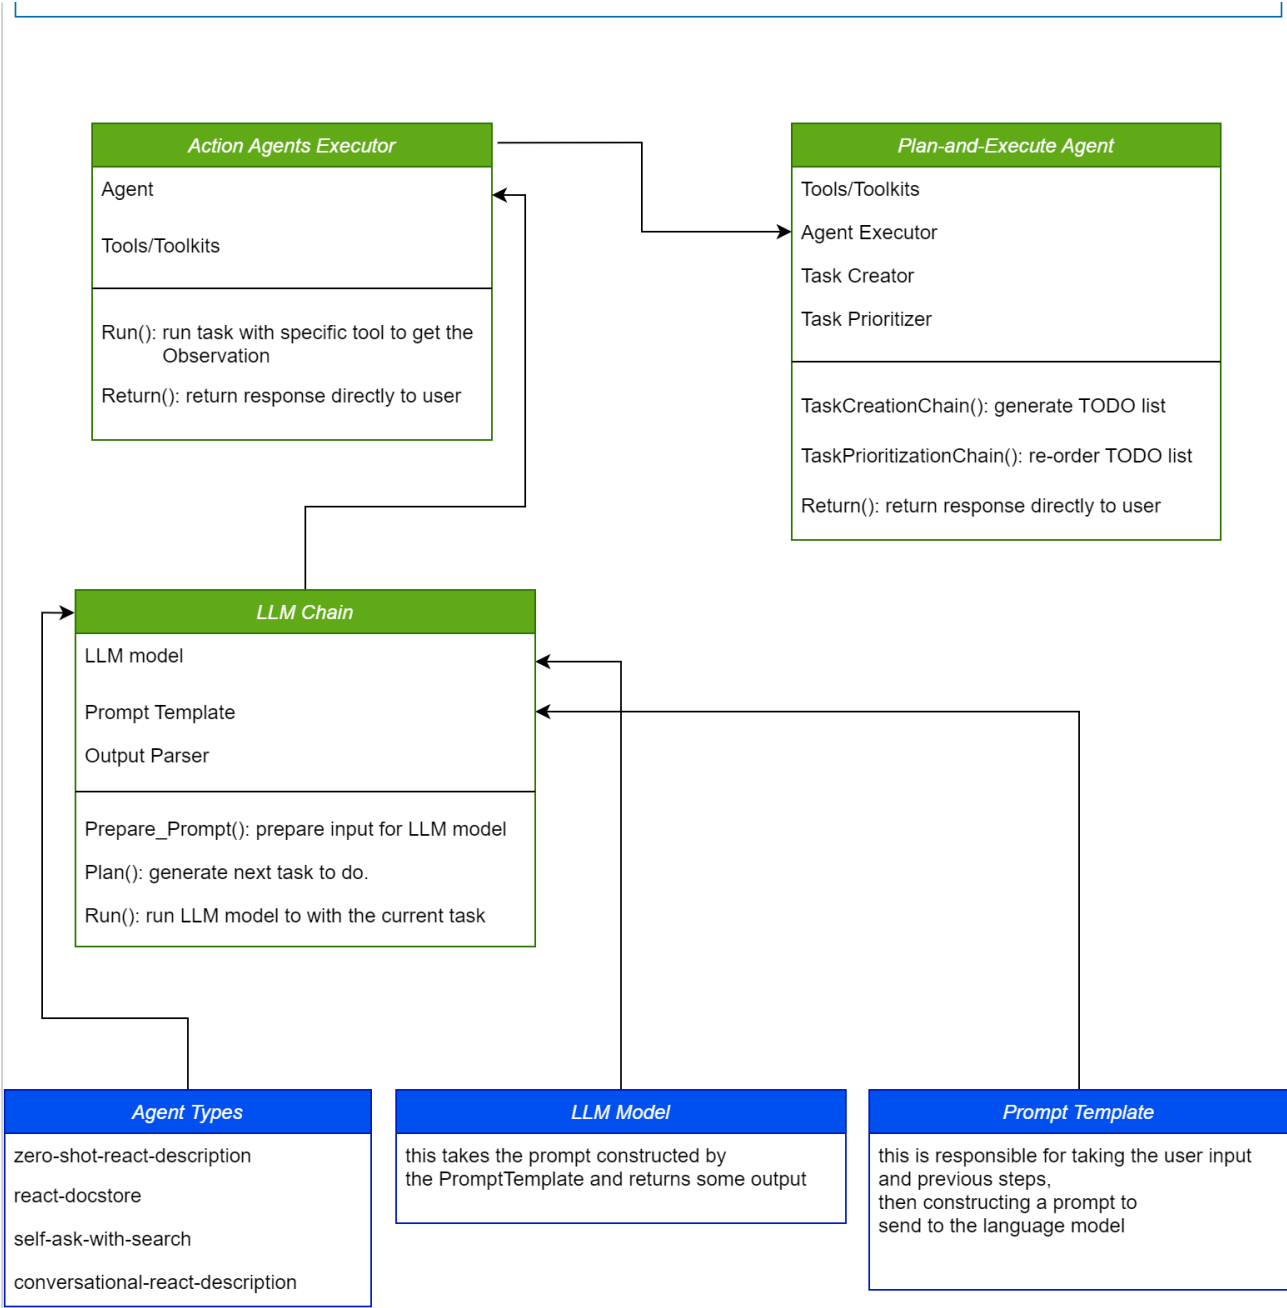 Action Agents Executor
Agent
Tools/Toolkits
Run(): run task with specific tool to get the
Observation
Return(): return response directly to user
Plan-and-Execute Agent
Tools/Toolkits
Agent Executor
Task Creator
Task Prioritizer
TaskCreationChain(): generate TODO list
TaskPrioritizationChain(): re-order TODO list
Return(): return response directly to user
LLM Chain
LLM model
Prompt Template
Output Parser
Prepare_Prompt(): prepare input for LLM model
Plan(): generate next task to do.
Run(): run LLM model to with the current task
Agent Types
zero-shot-react-description
react-docstore
self-ask-with-search
conversational-react-description
LLM Model
this takes the prompt constructed by
the PromptTemplate and returns some output
Prompt Template
this is responsible for taking the user input
and previous steps,
then constructing a prompt to
send to the language model